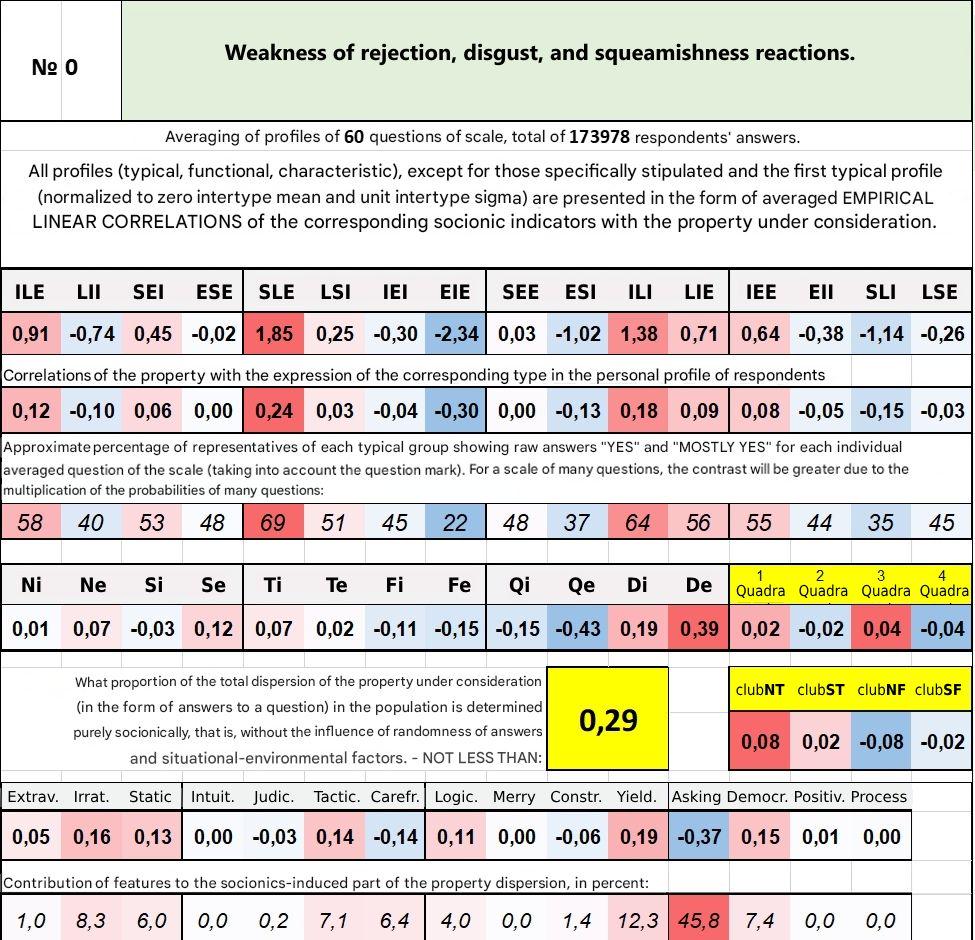 № 0
Weakness of rejection, disgust, and squeamishness reactions.
Averaging of profiles of 60 questions of scale, total of 173978 respondents' answers.
All profiles (typical, functional, characteristic), except for those specifically stipulated and the first typical profile
(normalized to zero intertype mean and unit intertype sigma) are presented in the form of averaged EMPIRICAL
LINEAR CORRELATIONS of the corresponding socionic indicators with the property under consideration.
ILE LII SEI ESE SLE LSI IEI EIE SEE ESI ILI LIE IEE EII SLI LSE
0,91 -0,74 0,45 -0,02 1,85 0,25 -0,30 -2,34 0,03 -1,02 1,38 0,71 0,64 -0,38 -1,14 -0,26
Correlations of the property with the expression of the corresponding type in the personal profile of respondents
0,12 -0,10 0,06 0,00 0,24 0,03 -0,04 -0,30 0,00 -0,13 0,18 0,09 0,08 -0,05 -0,15 -0,03
Approximate percentage of representatives of each typical group showing raw answers "YES" and "MOSTLY YES" for each individual
averaged question of the scale (taking into account the question mark). For a scale of many questions, the contrast will be greater due to the
multiplication of the probabilities of many questions:
58 40 53 48 69 51 45 22 48 37 64 56 55 44 35 45
Ni Ne Si Se Ti Te Fi Fe Qi Qe Di De 1 Quadra 2 Quadra 3 Quadra 4 Quadra
0,01 0,07 -0,03 0,12 0,07 0,02 -0,11 -0,15 -0,15 -0,43 0,19 0,39 0,02 -0,02 0,04 -0,04
What proportion of the total dispersion of the property under consideration
(in the form of answers to a question) in the population is determined
purely socionically, that is, without the influence of randomness of answers
and situational-environmental factors. - NOT LESS THAN:
0,29
clubNT clubST clubNF clubSF
0,08 0,02 -0,08 -0,02
Extrav. Irrat. Static Intuit. Judic. Tactic. Carefr. Logic. Merry Constr. Yield. Asking Democr. Positiv. Process
0,05 0,16 0,13 0,00 -0,03 0,14 -0,14 0,11 0,00 -0,06 0,19 -0,37 0,15 0,01 0,00
Contribution of features to the socionics-induced part of the property dispersion, in percent:
1,0 8,3 6,0 0,0 0,2 7,1 6,4 4,0 0,0 1,4 12,3 45,8 7,4 0,0 0,0